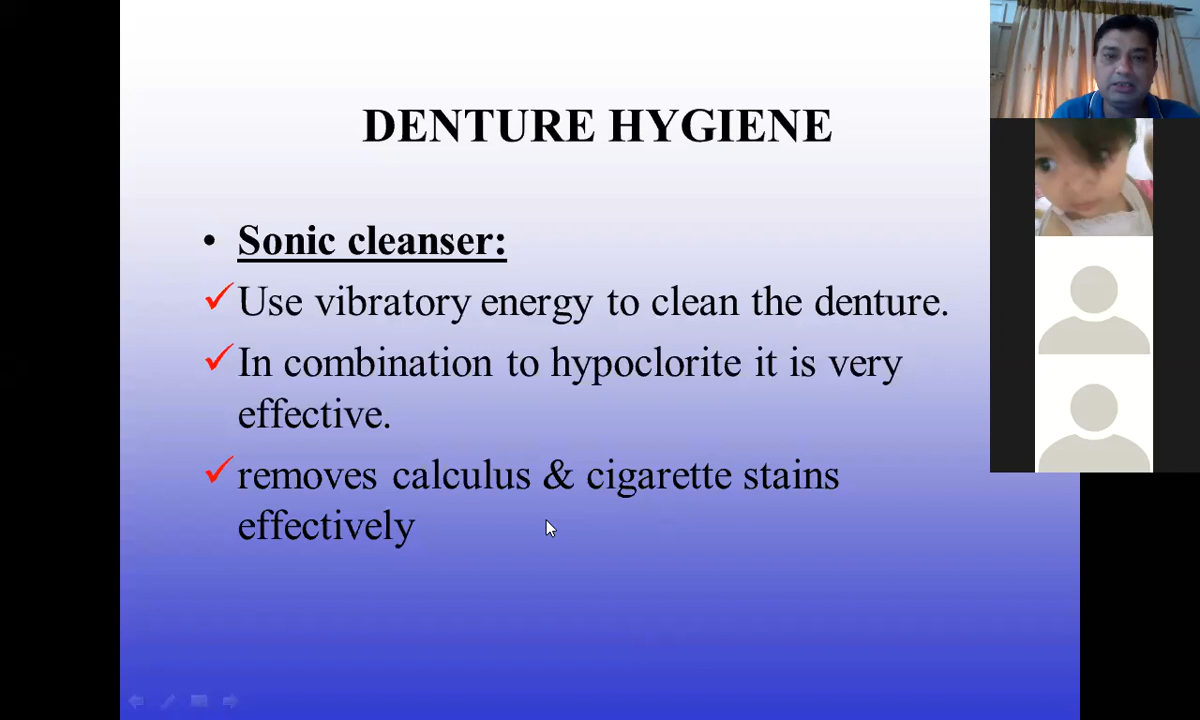 DENTURE HYGIENE
• Sonic cleanser:
✓Use vibratory energy to clean the denture.
✓In combination to hypoclorite it is very
effective.
✓removes calculus & cigarette stains
effectively